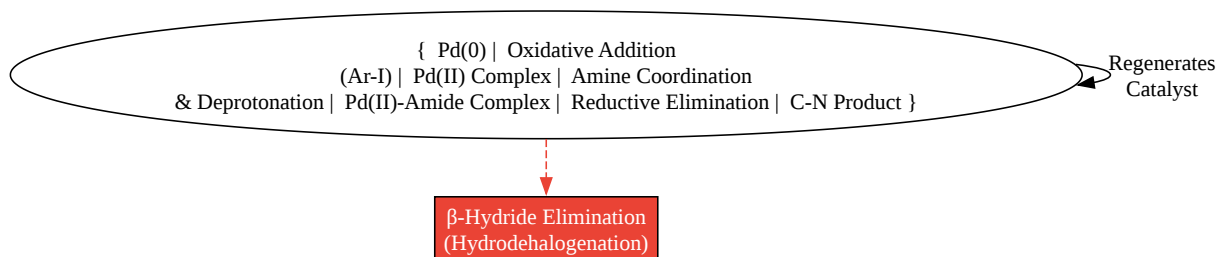 { Pd(0) | Oxidative Addition
(Ar-I) | Pd(II) Complex | Amine Coordination
& Deprotonation | Pd(II)-Amide Complex | Reductive Elimination | C-N Product }
Regenerates
Catalyst
β-Hydride Elimination
(Hydrodehalogenation)